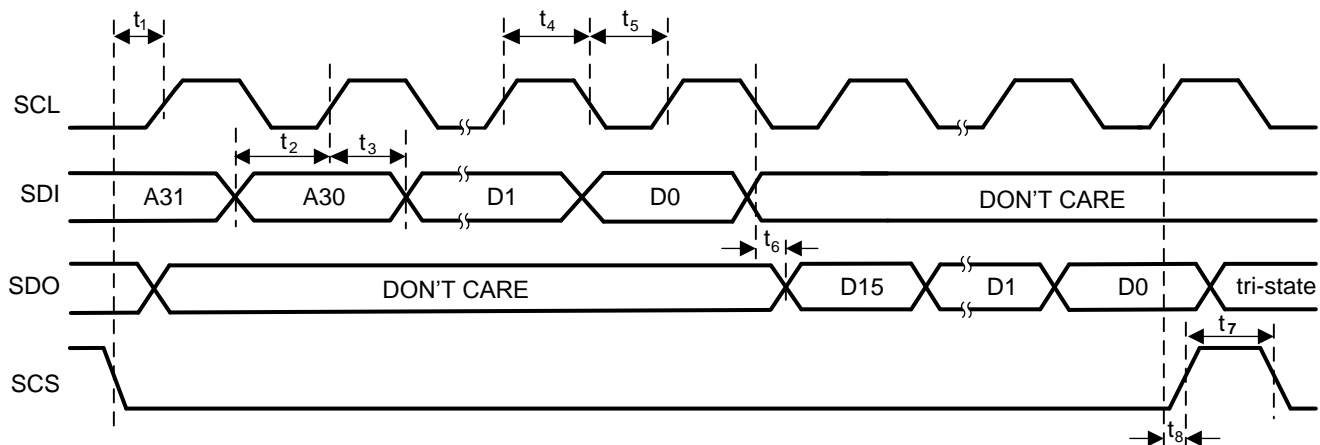 t1 t4 t5
SCL
t2 t3
SDI A31 A30 D1 D0 DON'T CARE
t6
SDO DON'T CARE D15 D1 D0 tri-state
t7
SCS
t8